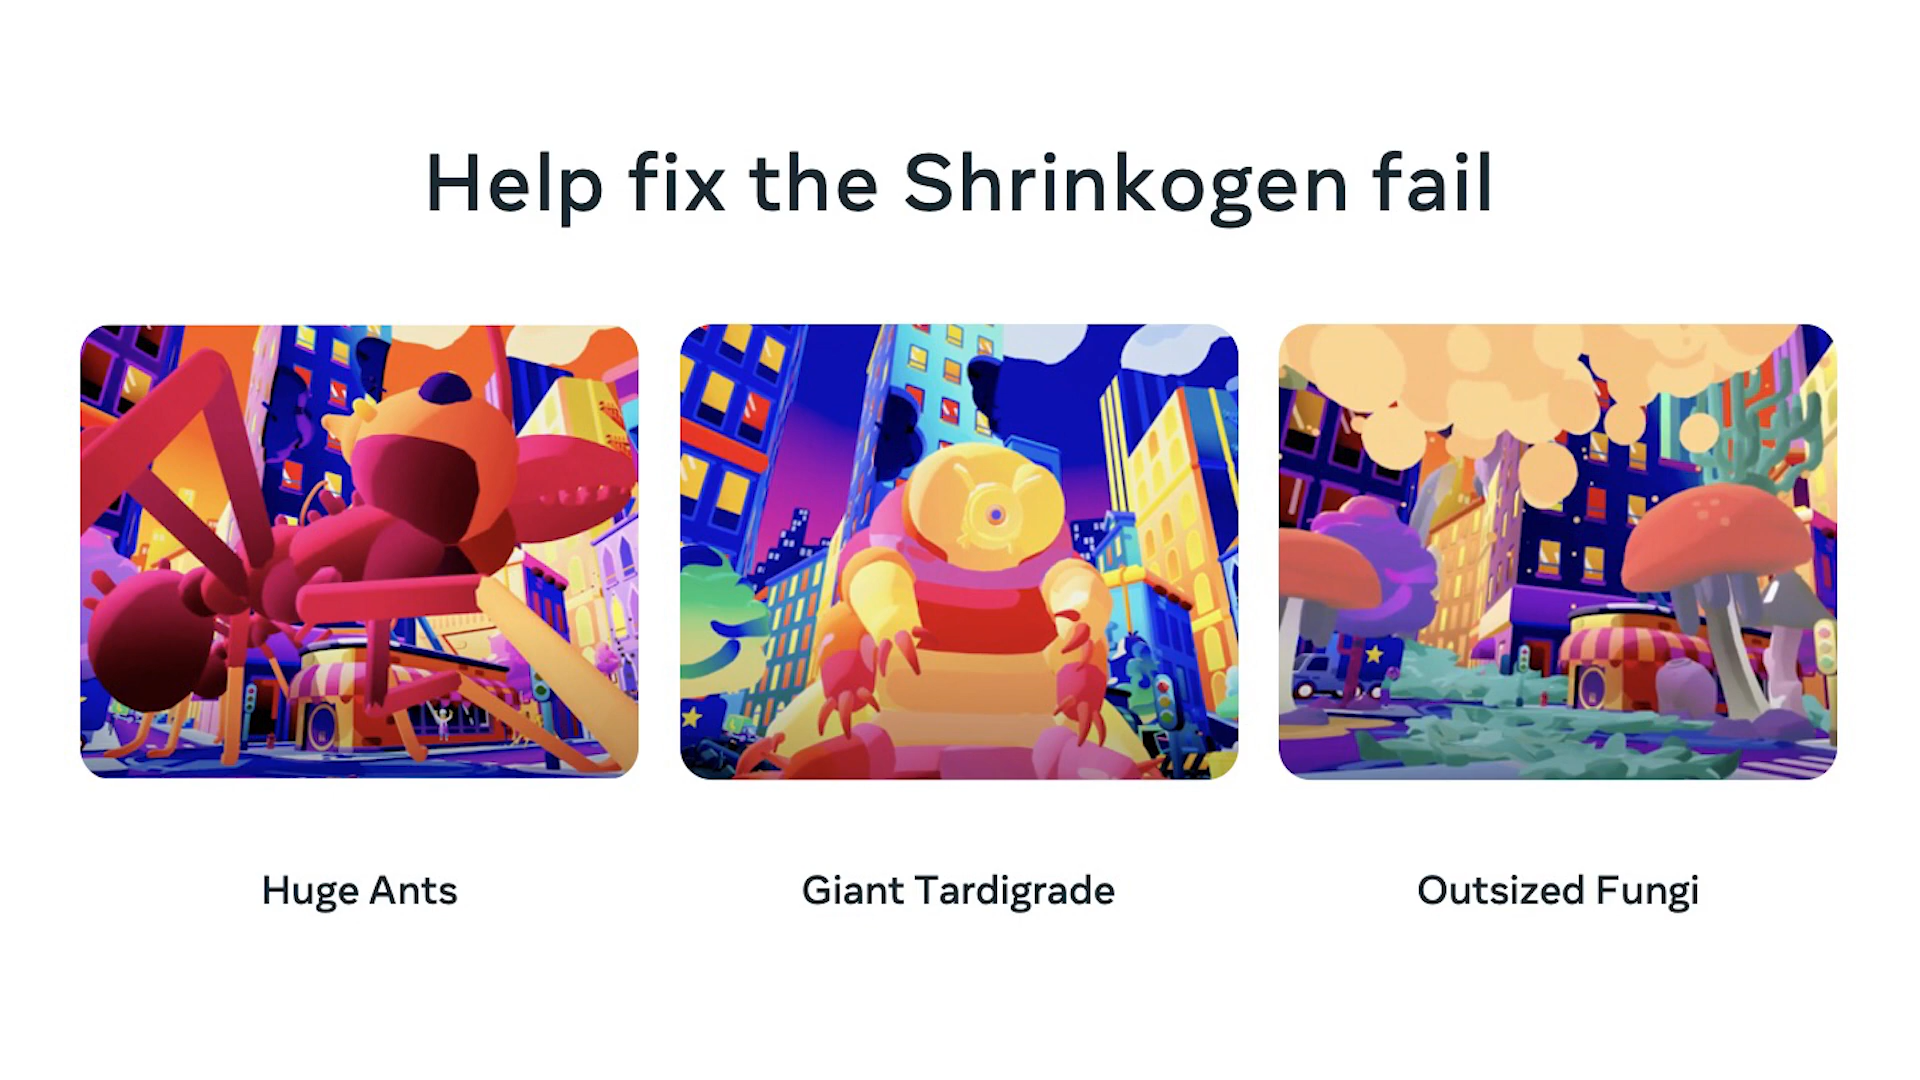 Help fix the Shrinkogen fail
Huge Ants
Giant Tardigrade
Outsized Fungi